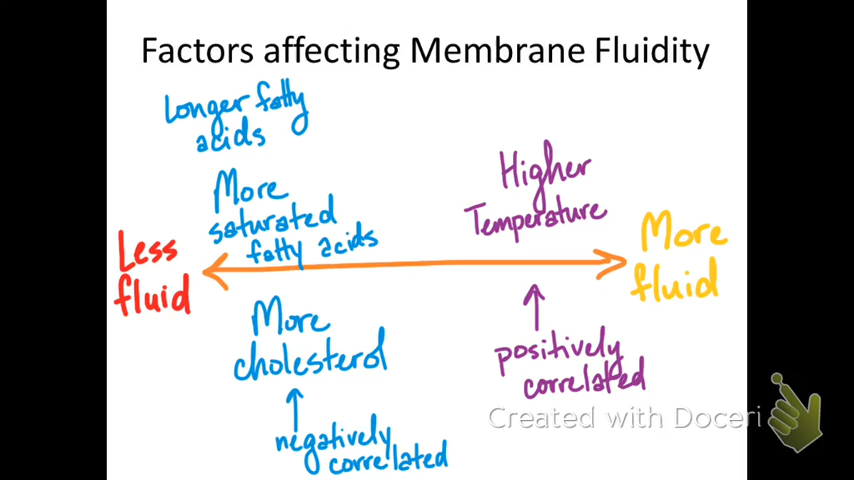 Factors affecting Membrane Fluidity
Longer fatty
acids
More
saturated
fatty acids
Higher
Temperature
Less
fluid
More
fluid
More
cholesterol
negatively
correlated
positively
correlated
Created with Doceri